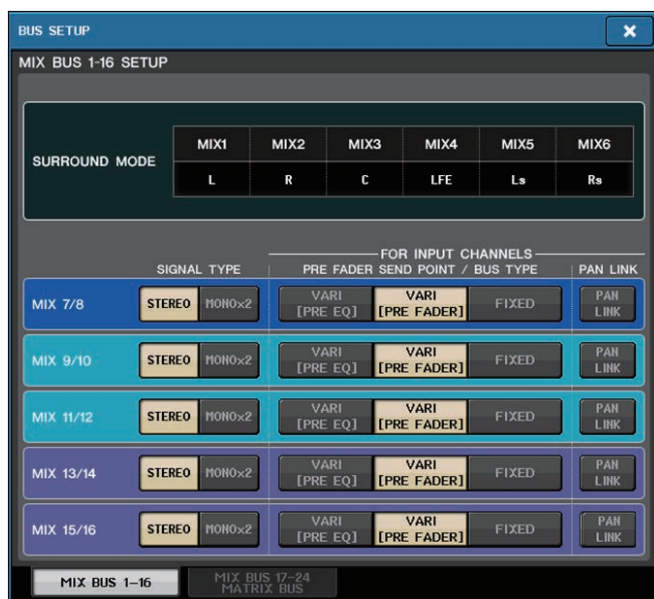 BUS SETUP
×
MIX BUS 1-16 SETUP
SURROUND MODE
MIX1 MIX2 MIX3 MIX4 MIX5 MIX6
L R C LFE Ls Rs
FOR INPUT CHANNELS
SIGNAL TYPE PRE FADER SEND POINT / BUS TYPE PAN LINK
MIX 7/8 STEREO MONO×2 VARI [PRE EQ] VARI [PRE FADER] FIXED PAN LINK
MIX 9/10 STEREO MONO×2 VARI [PRE EQ] VARI [PRE FADER] FIXED PAN LINK
MIX 11/12 STEREO MONO×2 VARI [PRE EQ] VARI [PRE FADER] FIXED PAN LINK
MIX 13/14 STEREO MONO×2 VARI [PRE EQ] VARI [PRE FADER] FIXED PAN LINK
MIX 15/16 STEREO MONO×2 VARI [PRE EQ] VARI [PRE FADER] FIXED PAN LINK
MIX BUS 1–16
MIX BUS 17–24
MATRIX BUS